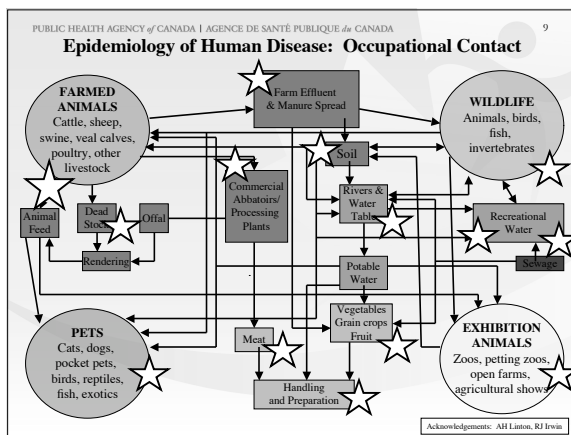 PUBLIC HEALTH AGENCY of CANADA | AGENCE DE SANTÉ PUBLIQUE du CANADA
9
Epidemiology of Human Disease: Occupational Contact
FARMED
ANIMALS
Cattle, sheep,
swine, veal calves,
poultry, other
livestock
Farm Effluent
& Manure Spread
WILDLIFE
Animals, birds,
fish,
invertebrates
Soil
Commercial
Abbatoirs/
Processing
Plants
Rivers &
Water
Tables
Animal
Feed
Dead
Stock
Offal
Recreational
Water
Rendering
Potable
Water
Sewage
Vegetables
Grain crops
Fruit
PETS
Cats, dogs,
pocket pets,
birds, reptiles,
fish, exotics
Meat
EXHIBITION
ANIMALS
Zoos, petting zoos,
open farms,
agricultural shows
Handling
and Preparation
Acknowledgements: AH Linton, RJ Irwin